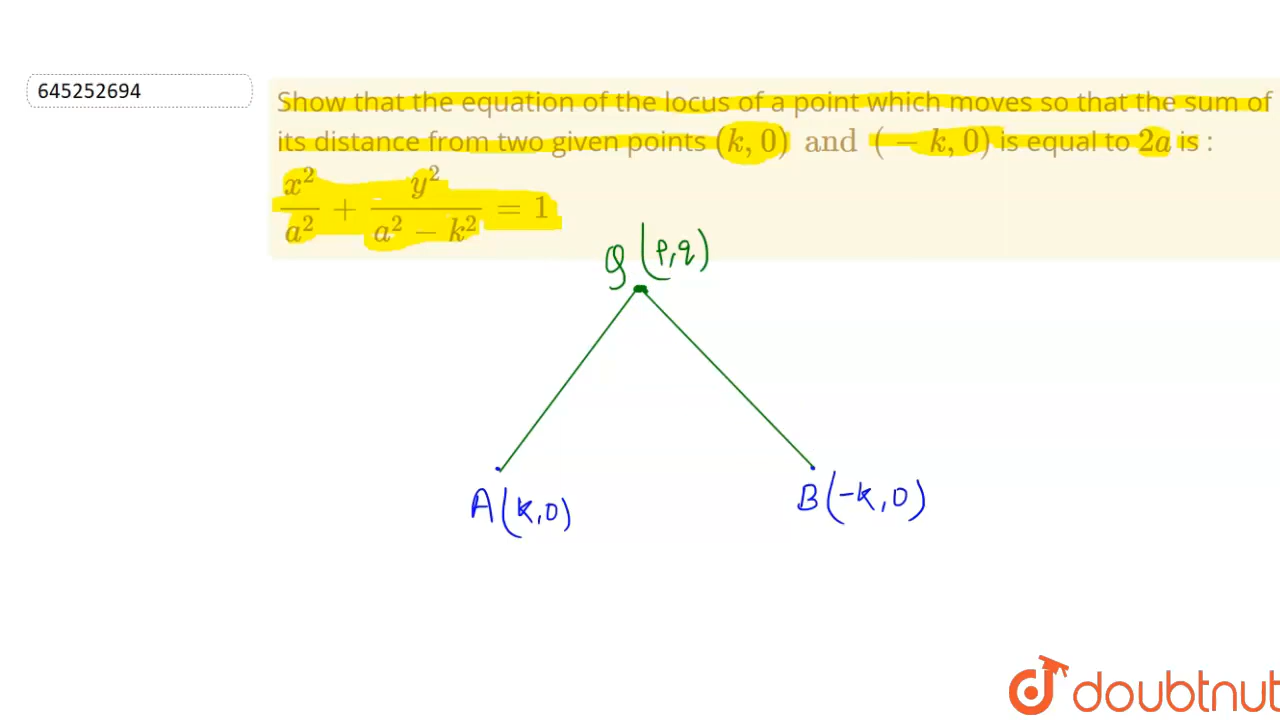 645252694
Show that the equation of the locus of a point which moves so that the sum of
its distance from two given points (k, 0) and (−k, 0) is equal to 2a is :
x²/a² + y²/(a² − k²) = 1
Q (p,q)
A (k,0)
B (-k,0)
doubtnut